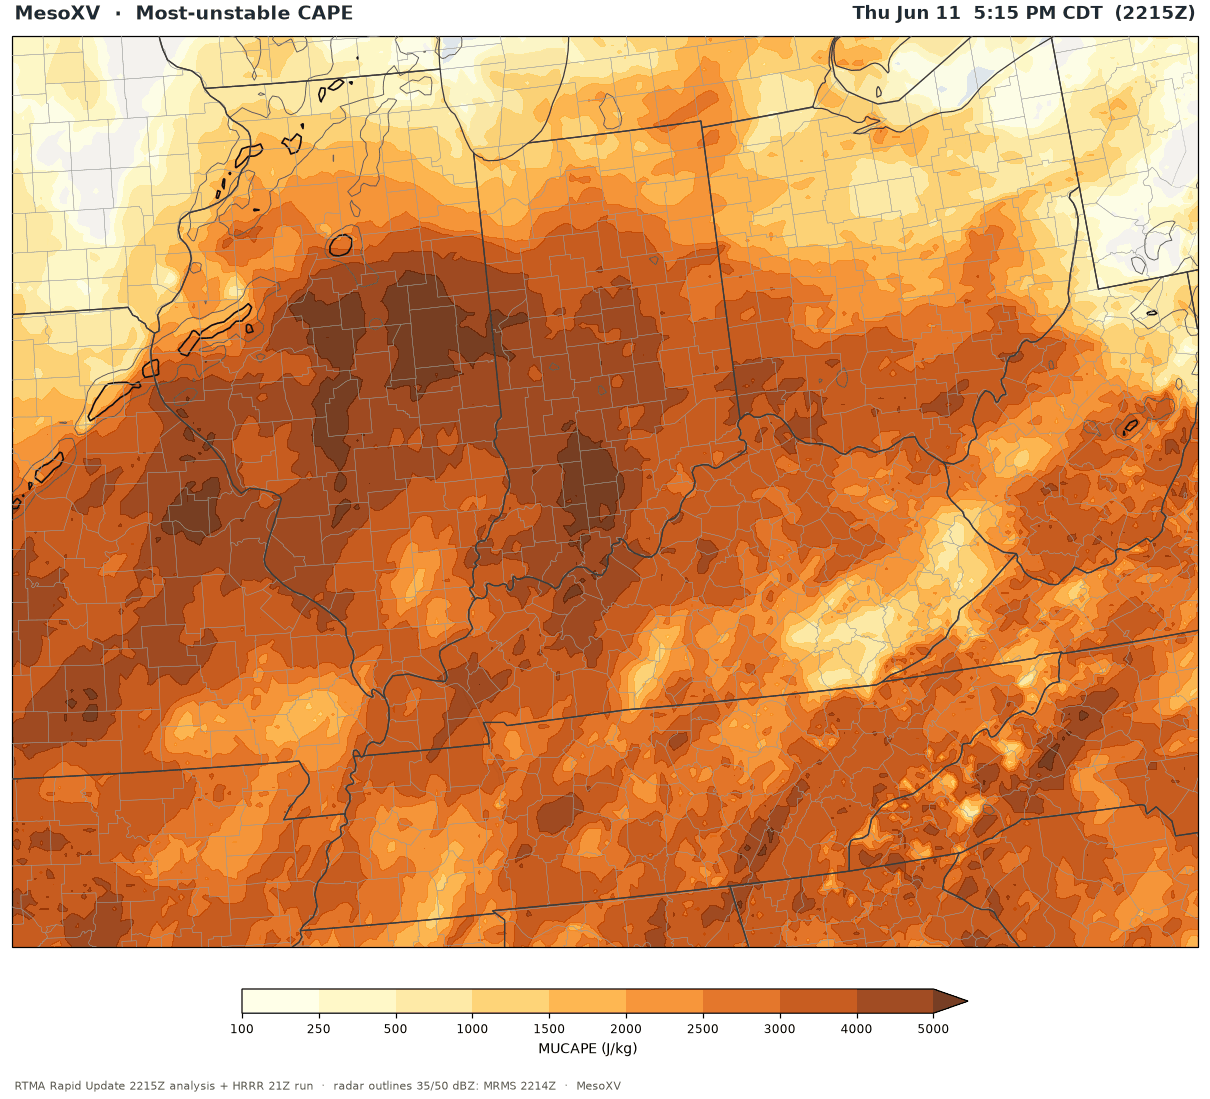 MesoXV · Most-unstable CAPE
Thu Jun 11 5:15 PM CDT (2215Z)
100 250 500 1000 1500 2000 2500 3000 4000 5000
MUCAPE (J/kg)
RTMA Rapid Update 2215Z analysis + HRRR 21Z run · radar outlines 35/50 dBZ: MRMS 2214Z · MesoXV